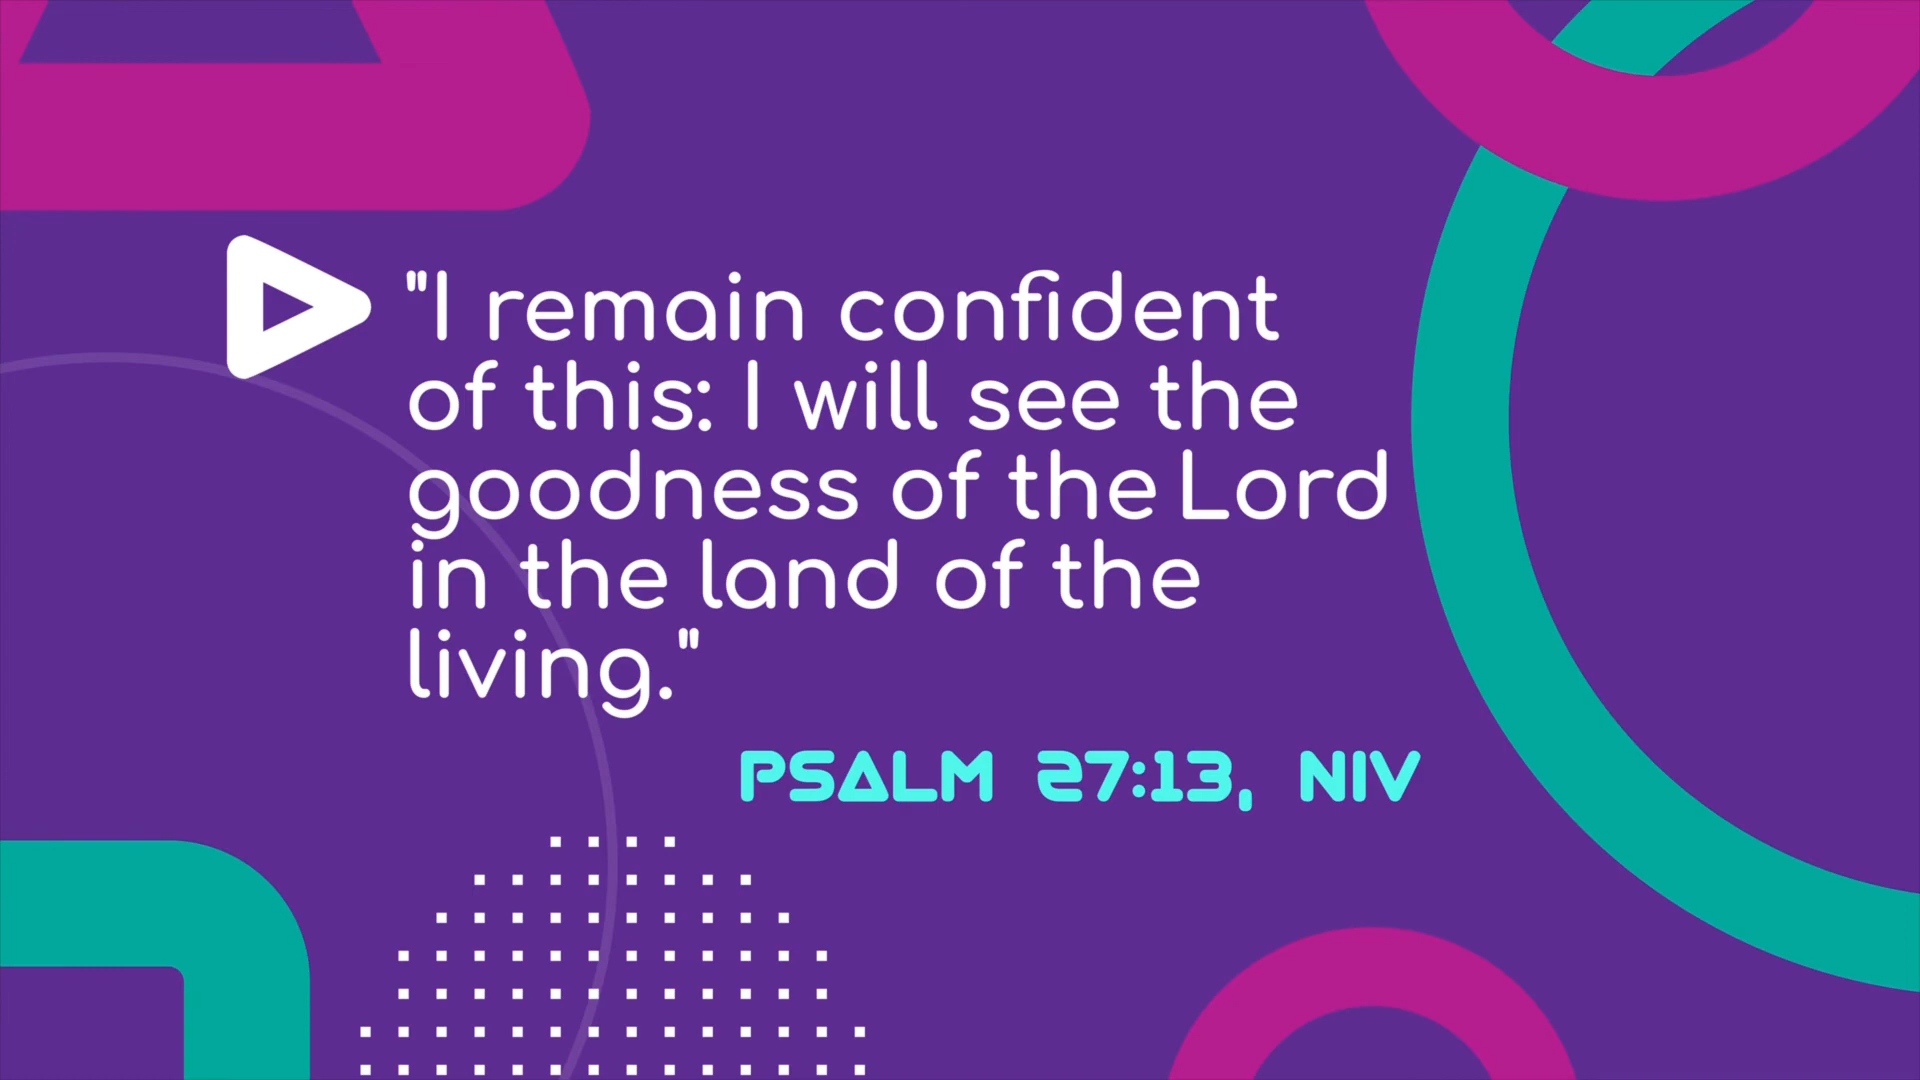 "I remain confident
of this: I will see the
goodness of the Lord
in the land of the
living."
PSALM 27:13, NIV